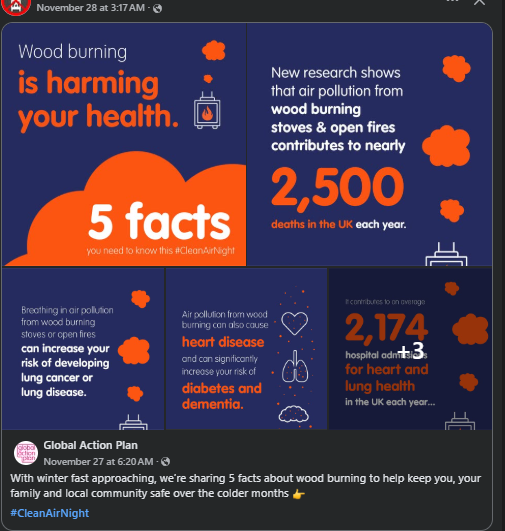 November 28 at 3:17 AM ·
Wood burning
is harming
your health.
5 facts
you need to know this #CleanAirNight
New research shows
that air pollution from
wood burning
stoves & open fires
contributes to nearly
2,500
deaths in the UK each year.
Breathing in air pollution
from wood burning
stoves or open fires
can increase your
risk of developing
lung cancer or
lung disease.
Air pollution from wood
burning can also cause
heart disease
and can significantly
increase your risk of
diabetes and
dementia.
It contributes to an average
2,174
hospital admissions
+3
for heart and
lung health
in the UK each year...
global
action
plan
Global Action Plan
November 27 at 6:20 AM ·
With winter fast approaching, we're sharing 5 facts about wood burning to help keep you, your
family and local community safe over the colder months 👉
#CleanAirNight